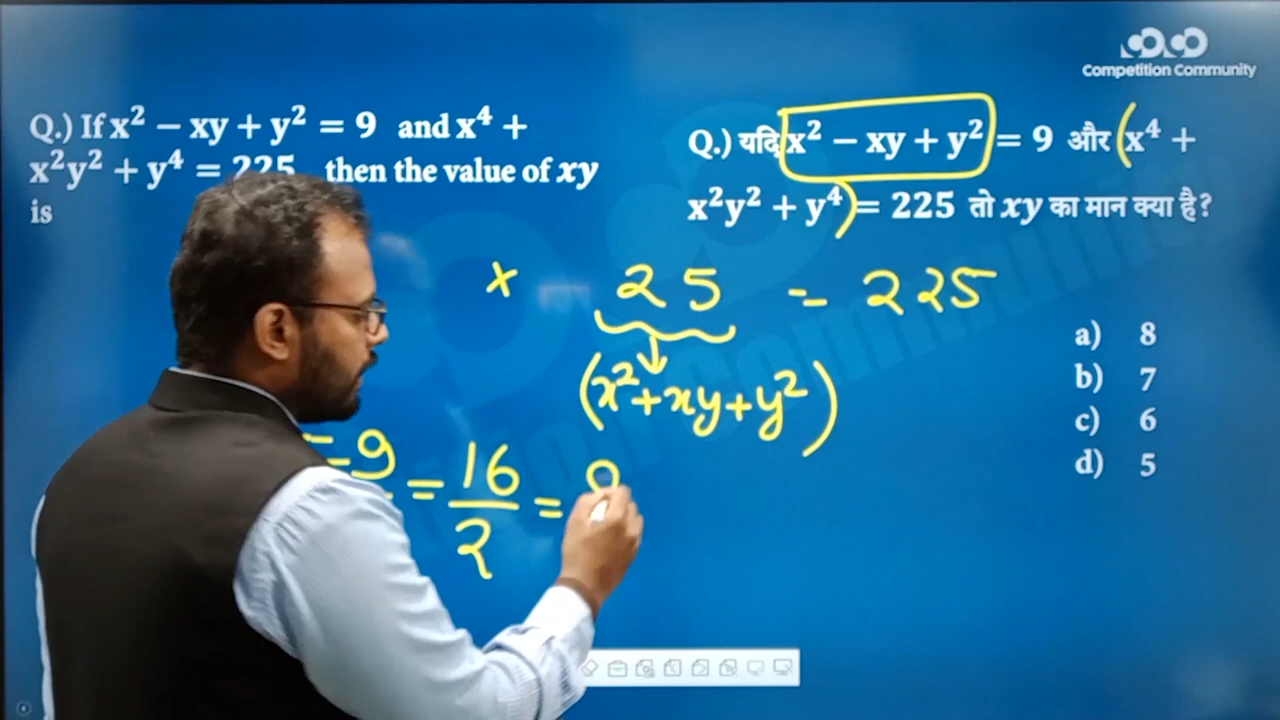 Competition Community
Q.) If x² − xy + y² = 9 and x⁴ +
x²y² + y⁴ = 225 then the value of xy
is
Q.) यदि x² − xy + y² = 9 और (x⁴ +
x²y² + y⁴) = 225 तो xy का मान क्या है?
× 25 = 225
(x² + xy + y²)
a) 8
b) 7
c) 6
d) 5
9
= 16/2 =